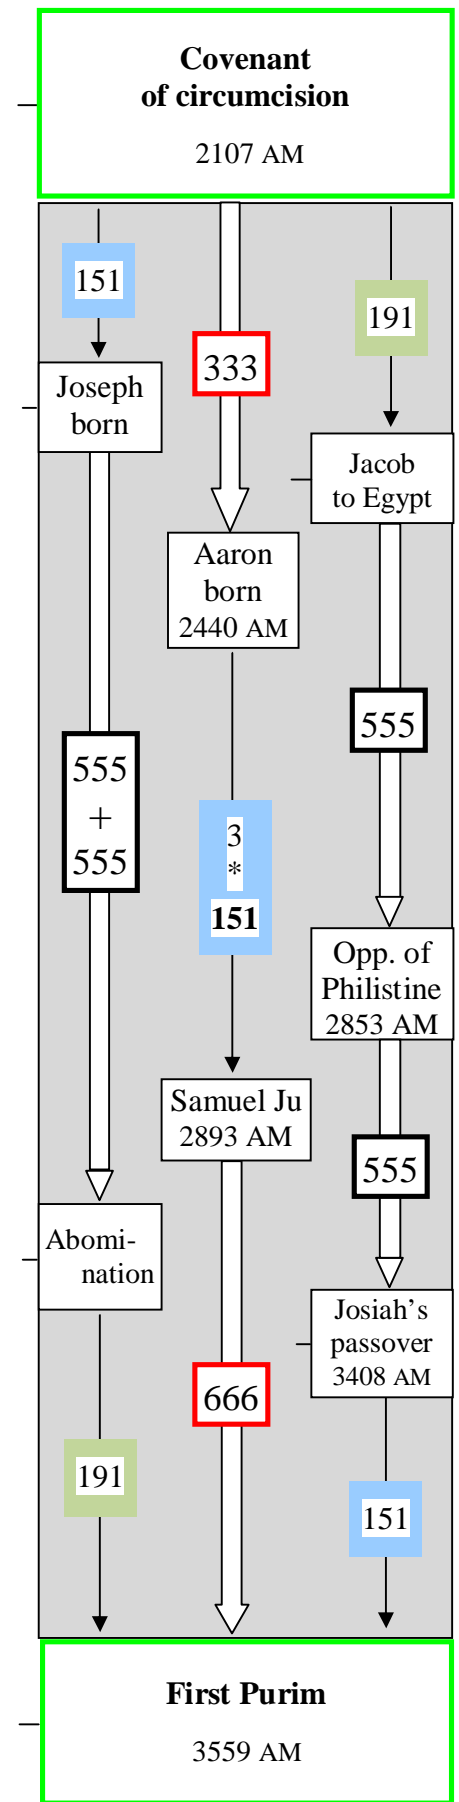 Covenant
of circumcision
2107 AM
151
333
191
Joseph
born
Jacob
to Egypt
Aaron
born
2440 AM
555
+
555
555
3
*
151
Opp. of
Philistine
2853 AM
Samuel Ju
2893 AM
555
Abomi-
nation
Josiah's
passover
3408 AM
666
191
151
First Purim
3559 AM